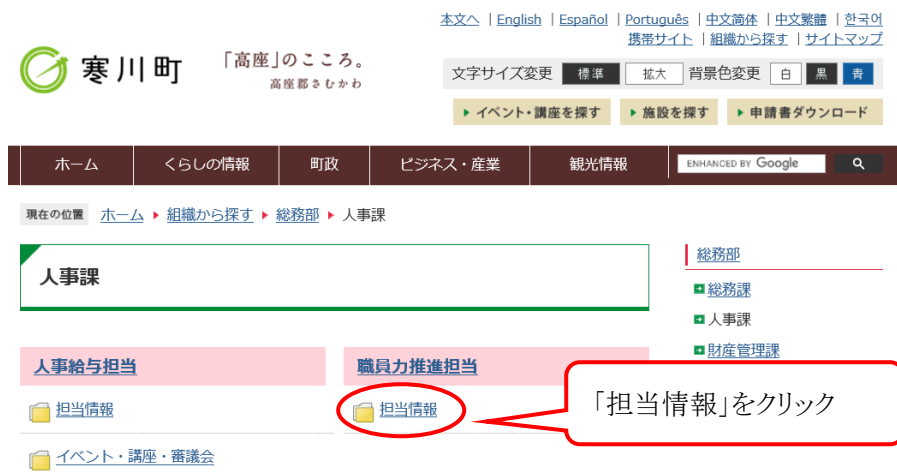 本文へ | English | Español | Português | 中文简体 | 中文繁體 | 한국어
携帯サイト | 組織から探す | サイトマップ
寒川町
「高座」のこころ。
高座郡さむかわ
文字サイズ変更 標準 拡大 背景色変更 白 黒 青
イベント・講座を探す 施設を探す 申請書ダウンロード
ホーム くらしの情報 町政 ビジネス・産業 観光情報 ENHANCED BY Google
現在の位置 ホーム 組織から探す 総務部 人事課
人事課
総務部
総務課
人事課
財産管理課
人事給与担当
担当情報
イベント・講座・審議会
職員力推進担当
担当情報
「担当情報」をクリック